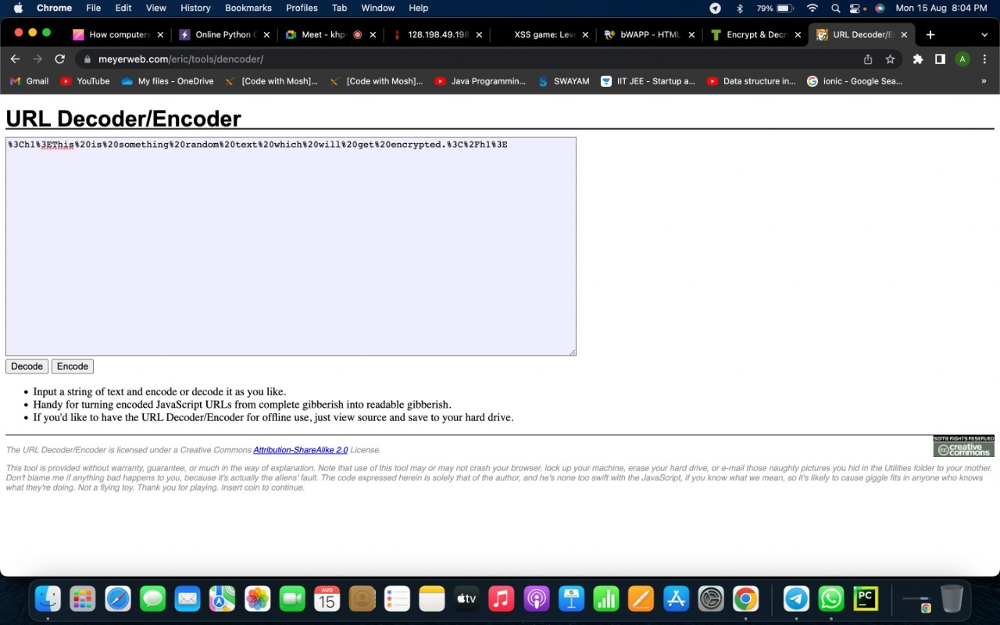 Chrome File Edit View History Bookmarks Profiles Tab Window Help 79% Mon 15 Aug 8:04 PM
How computers Online Python C Meet - khp- 128.198.49.198 XSS game: Leve bWAPP - HTML Encrypt & Decr URL Decoder/E
meyerweb.com/eric/tools/dencoder/ A
Gmail YouTube My files - OneDrive [Code with Mosh]... [Code with Mosh]... Java Programmin... SWAYAM IIT JEE - Startup a... Data structure in... ionic - Google Sea... »
URL Decoder/Encoder
%3Ch1%3EThis%20is%20something%20random%20text%20which%20will%20get%20encrypted.%3C%2Fh1%3E
Decode Encode
• Input a string of text and encode or decode it as you like.
• Handy for turning encoded JavaScript URLs from complete gibberish into readable gibberish.
• If you'd like to have the URL Decoder/Encoder for offline use, just view source and save to your hard drive.
SOME RIGHTS RESERVED
cc creative commons
The URL Decoder/Encoder is licensed under a Creative Commons Attribution-ShareAlike 2.0 License.
This tool is provided without warranty, guarantee, or much in the way of explanation. Note that use of this tool may or may not crash your browser, lock up your machine, erase your hard drive, or e-mail those naughty pictures you hid in the Utilities folder to your mother.
Don't blame me if anything bad happens to you, because it's actually the aliens' fault. The code expressed herein is solely that of the author, and he's none too swift with the JavaScript, if you know what we mean, so it's likely to cause giggle fits in anyone who knows
what they're doing. Not a flying toy. Thank you for playing. Insert coin to continue.
AUG
15
tv
PC